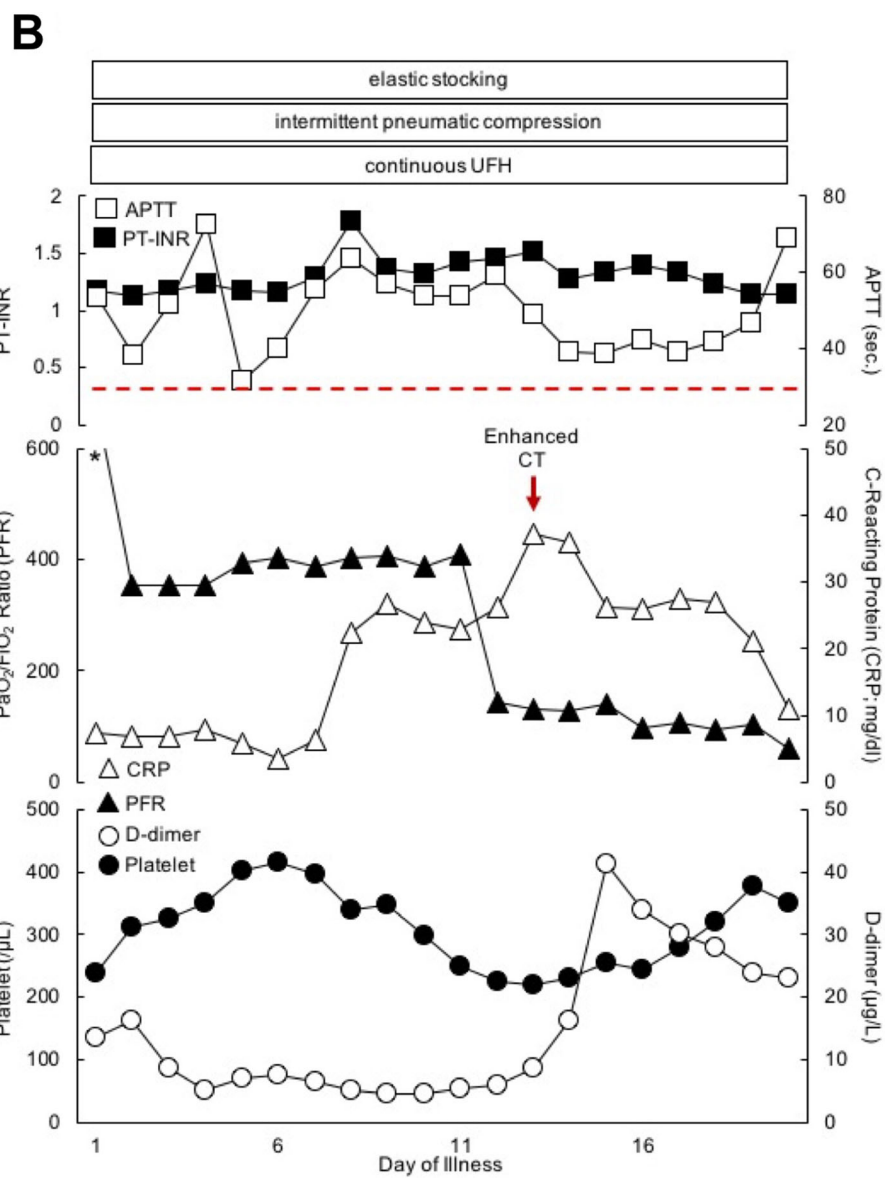 B
elastic stocking
intermittent pneumatic compression
continuous UFH
2
1.5
1
0.5
0
PT-INR
APTT
PT-INR
80
60
40
20
APTT (sec.)
Enhanced
CT
*
600
400
200
0
PaO2/FIO2 Ratio (PFR)
50
40
30
20
10
0
C-Reacting Protein (CRP; mg/dl)
CRP
PFR
D-dimer
Platelet
500
400
300
200
100
0
Platelet (/μL)
50
40
30
20
10
0
D-dimer (μg/L)
1 6 11 16
Day of Illness